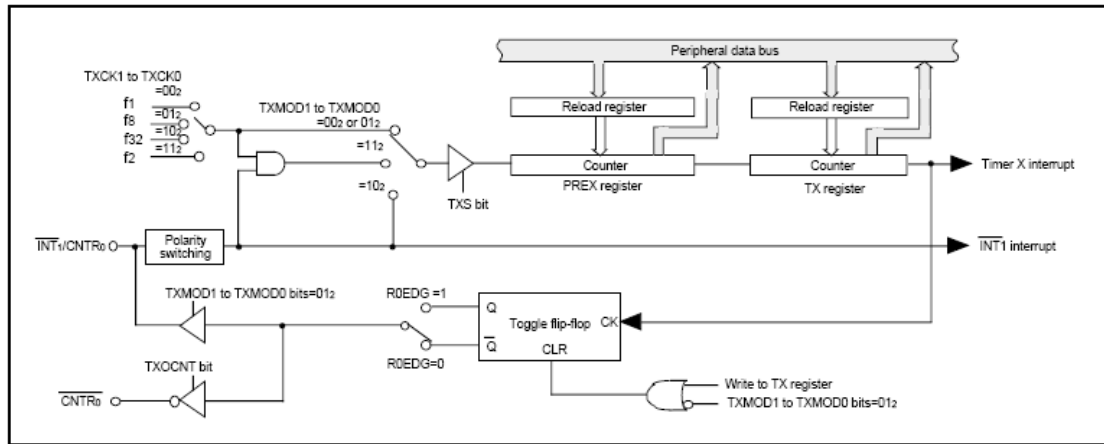 Peripheral data bus
TXCK1 to TXCK0
=00₂
f1
=01₂
f8
=10₂
f32
=11₂
f2
TXMOD1 to TXMOD0
=00₂ or 01₂
=11₂
=10₂
TXS bit
Reload register
Reload register
Counter
Counter
PREX register
TX register
Timer X interrupt
I̅N̅T̅₁/CNTR₀
Polarity
switching
I̅N̅T̅1 interrupt
TXMOD1 to TXMOD0 bits=01₂
R0EDG =1
Q
Toggle flip-flop
CK
Q̅
CLR
R0EDG=0
TXOCNT bit
C̅N̅T̅R̅₀
Write to TX register
TXMOD1 to TXMOD0 bits=01₂